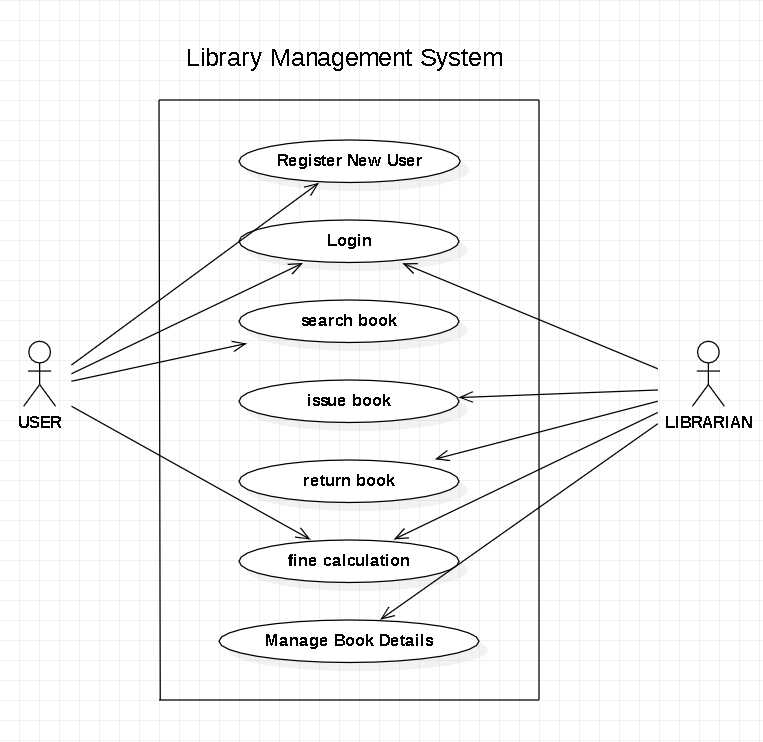 Library Management System
Register New User
Login
search book
issue book
USER
LIBRARIAN
return book
fine calculation
Manage Book Details